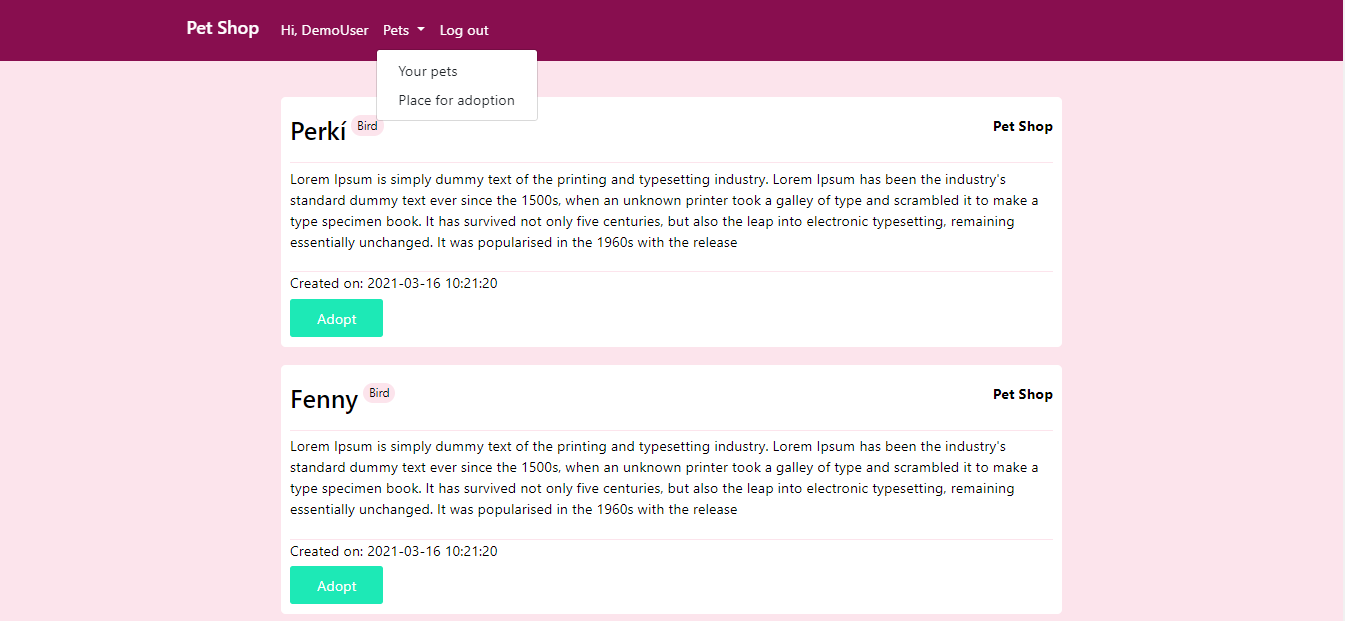 Pet Shop Hi, DemoUser Pets Log out
Your pets
Place for adoption
Perkí Bird Pet Shop
Lorem Ipsum is simply dummy text of the printing and typesetting industry. Lorem Ipsum has been the industry's
standard dummy text ever since the 1500s, when an unknown printer took a galley of type and scrambled it to make a
type specimen book. It has survived not only five centuries, but also the leap into electronic typesetting, remaining
essentially unchanged. It was popularised in the 1960s with the release
Created on: 2021-03-16 10:21:20
Adopt
Fenny Bird Pet Shop
Lorem Ipsum is simply dummy text of the printing and typesetting industry. Lorem Ipsum has been the industry's
standard dummy text ever since the 1500s, when an unknown printer took a galley of type and scrambled it to make a
type specimen book. It has survived not only five centuries, but also the leap into electronic typesetting, remaining
essentially unchanged. It was popularised in the 1960s with the release
Created on: 2021-03-16 10:21:20
Adopt